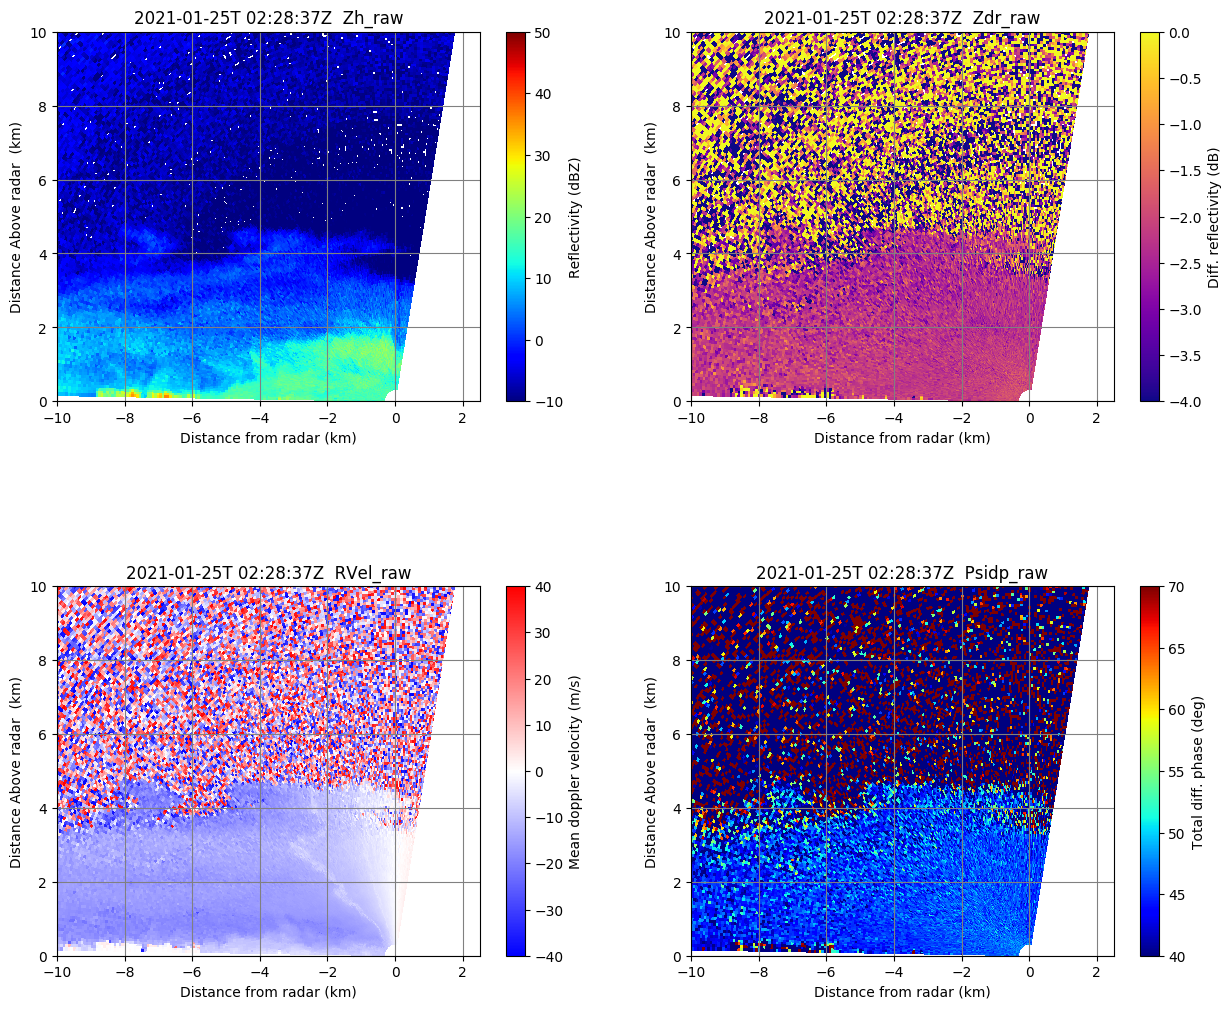 2021-01-25T 02:28:37Z  Zh_raw
10
8
6
4
2
0
Distance Above radar  (km)
−10 −8 −6 −4 −2 0 2
Distance from radar (km)
50
40
30
20
10
0
−10
Reflectivity (dBZ)
2021-01-25T 02:28:37Z  Zdr_raw
10
8
6
4
2
0
Distance Above radar  (km)
−10 −8 −6 −4 −2 0 2
Distance from radar (km)
0.0
−0.5
−1.0
−1.5
−2.0
−2.5
−3.0
−3.5
−4.0
Diff. reflectivity (dB)
2021-01-25T 02:28:37Z  RVel_raw
10
8
6
4
2
0
Distance Above radar  (km)
−10 −8 −6 −4 −2 0 2
Distance from radar (km)
40
30
20
10
0
−10
−20
−30
−40
Mean doppler velocity (m/s)
2021-01-25T 02:28:37Z  Psidp_raw
10
8
6
4
2
0
Distance Above radar  (km)
−10 −8 −6 −4 −2 0 2
Distance from radar (km)
70
65
60
55
50
45
40
Total diff. phase (deg)